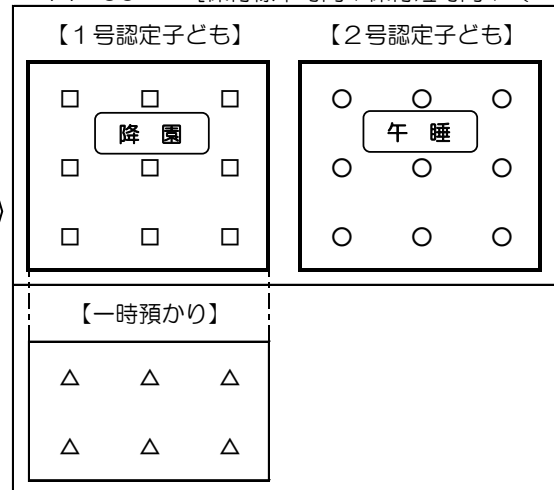 【１号認定子ども】 【２号認定子ども】
□ □ □ ○ ○ ○
降 園 午 睡
□ □ □ ○ ○ ○
□ □ □ ○ ○ ○
【一時預かり】
△ △ △
△ △ △